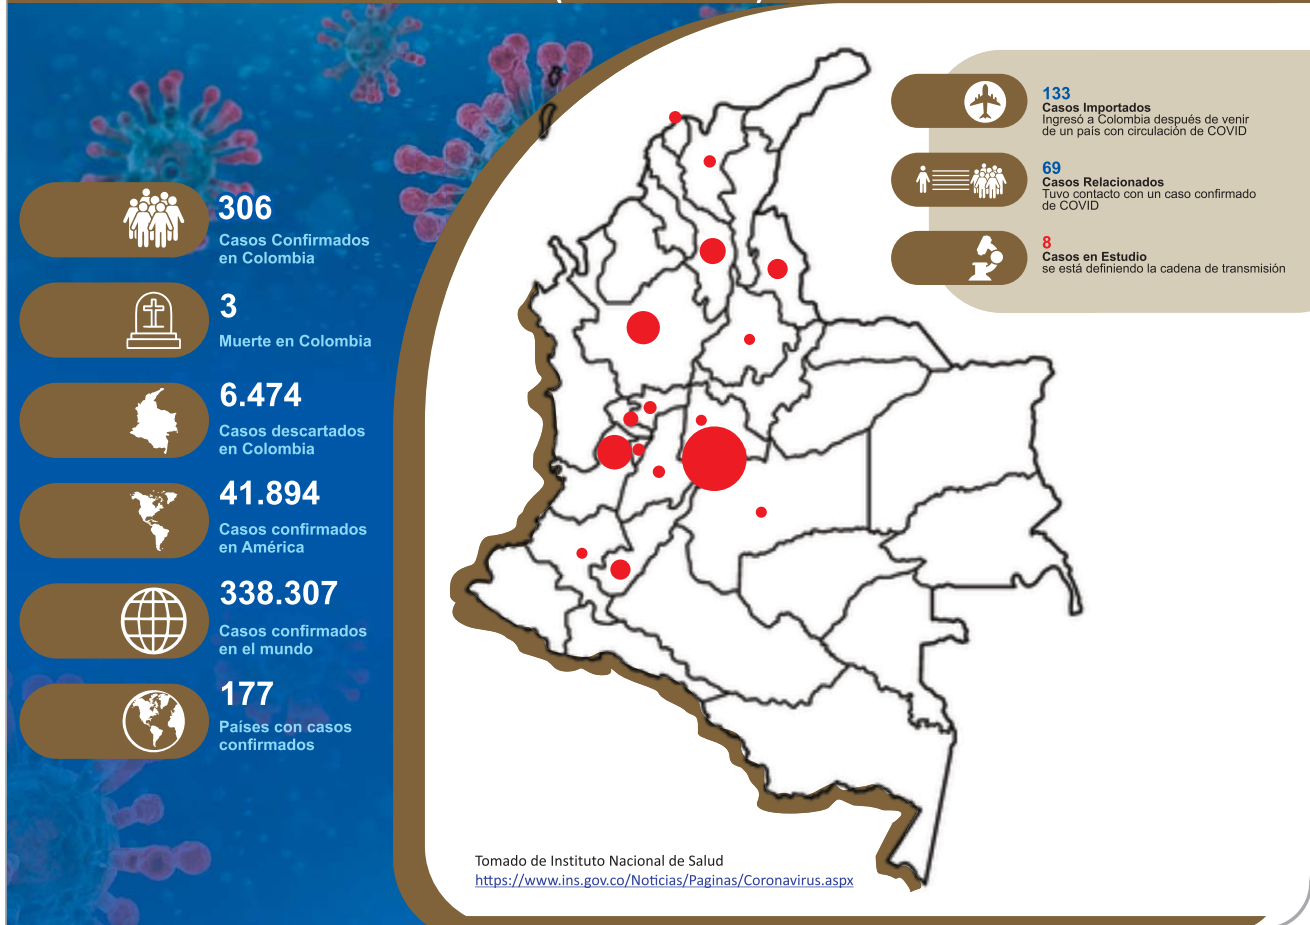 306
Casos Confirmados
en Colombia
3
Muerte en Colombia
6.474
Casos descartados
en Colombia
41.894
Casos confirmados
en América
338.307
Casos confirmados
en el mundo
177
Países con casos
confirmados
133
Casos Importados
Ingresó a Colombia después de venir
de un país con circulación de COVID
69
Casos Relacionados
Tuvo contacto con un caso confirmado
de COVID
8
Casos en Estudio
se está definiendo la cadena de transmisión
Tomado de Instituto Nacional de Salud
https://www.ins.gov.co/Noticias/Paginas/Coronavirus.aspx